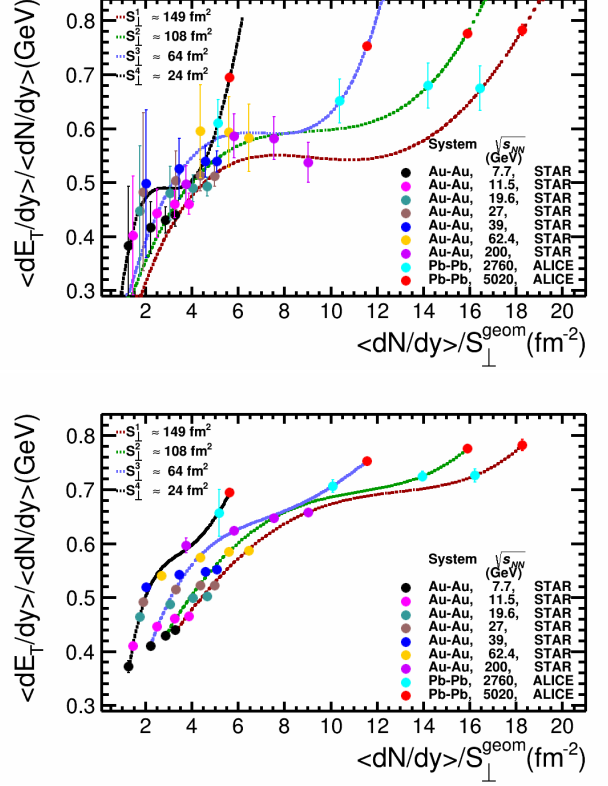 <dE_T/dy>/<dN/dy>(GeV)
0.8
0.7
0.6
0.5
0.4
0.3
S⊥^1 ≈ 149 fm²
S⊥^2 ≈ 108 fm²
S⊥^3 ≈ 64 fm²
S⊥^4 ≈ 24 fm²
System √s_NN
(GeV)
Au-Au, 7.7, STAR
Au-Au, 11.5, STAR
Au-Au, 19.6, STAR
Au-Au, 27, STAR
Au-Au, 39, STAR
Au-Au, 62.4, STAR
Au-Au, 200, STAR
Pb-Pb, 2760, ALICE
Pb-Pb, 5020, ALICE
2 4 6 8 10 12 14 16 18 20
<dN/dy>/S⊥^geom(fm⁻²)
<dE_T/dy>/<dN/dy>(GeV)
0.8
0.7
0.6
0.5
0.4
0.3
S⊥^1 ≈ 149 fm²
S⊥^2 ≈ 108 fm²
S⊥^3 ≈ 64 fm²
S⊥^4 ≈ 24 fm²
System √s_NN
(GeV)
Au-Au, 7.7, STAR
Au-Au, 11.5, STAR
Au-Au, 19.6, STAR
Au-Au, 27, STAR
Au-Au, 39, STAR
Au-Au, 62.4, STAR
Au-Au, 200, STAR
Pb-Pb, 2760, ALICE
Pb-Pb, 5020, ALICE
2 4 6 8 10 12 14 16 18 20
<dN/dy>/S⊥^geom(fm⁻²)